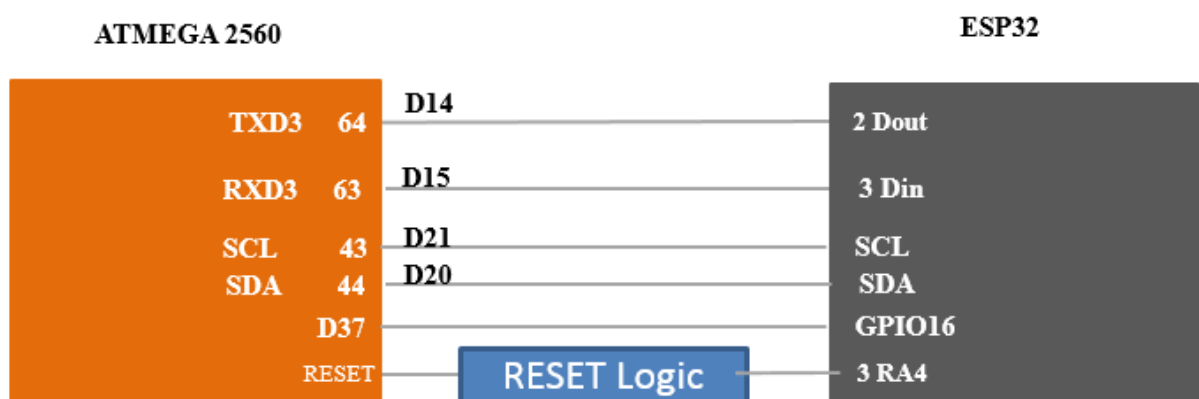 ATMEGA 2560
ESP32
TXD3 64 D14 2 Dout
RXD3 63 D15 3 Din
SCL 43 D21 SCL
SDA 44 D20 SDA
D37 GPIO16
RESET RESET Logic 3 RA4